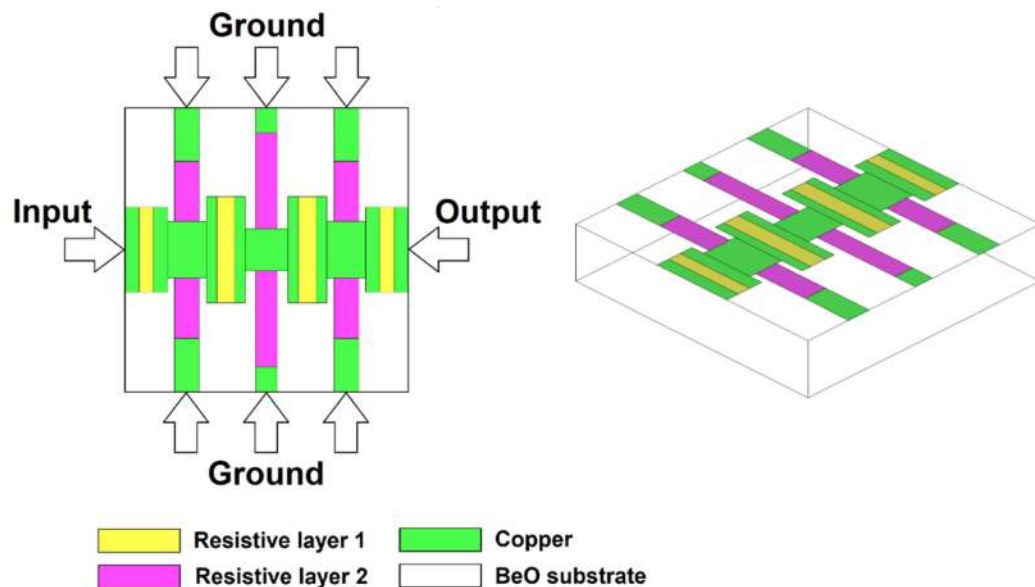 Ground
Input
Output
Ground
Resistive layer 1
Copper
Resistive layer 2
BeO substrate